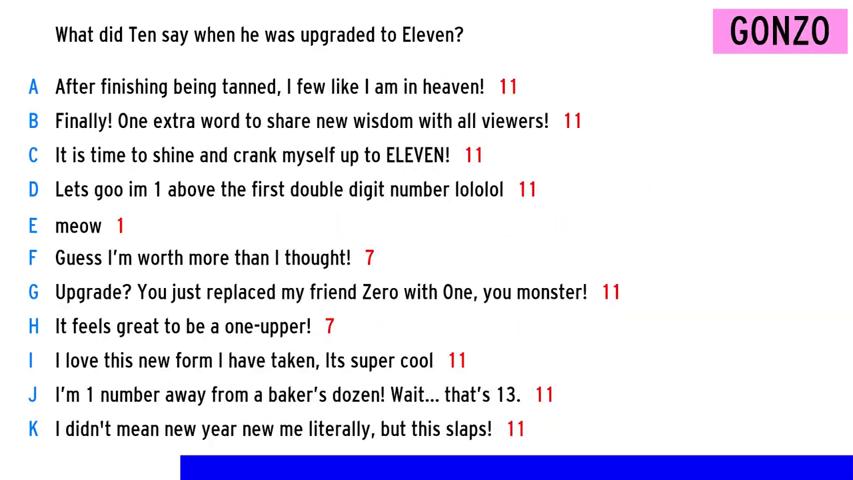 What did Ten say when he was upgraded to Eleven?
GONZO
A After finishing being tanned, I few like I am in heaven! 11
B Finally! One extra word to share new wisdom with all viewers! 11
C It is time to shine and crank myself up to ELEVEN! 11
D Lets goo im 1 above the first double digit number lololol 11
E meow 1
F Guess I'm worth more than I thought! 7
G Upgrade? You just replaced my friend Zero with One, you monster! 11
H It feels great to be a one-upper! 7
I I love this new form I have taken, Its super cool 11
J I'm 1 number away from a baker's dozen! Wait... that's 13. 11
K I didn't mean new year new me literally, but this slaps! 11